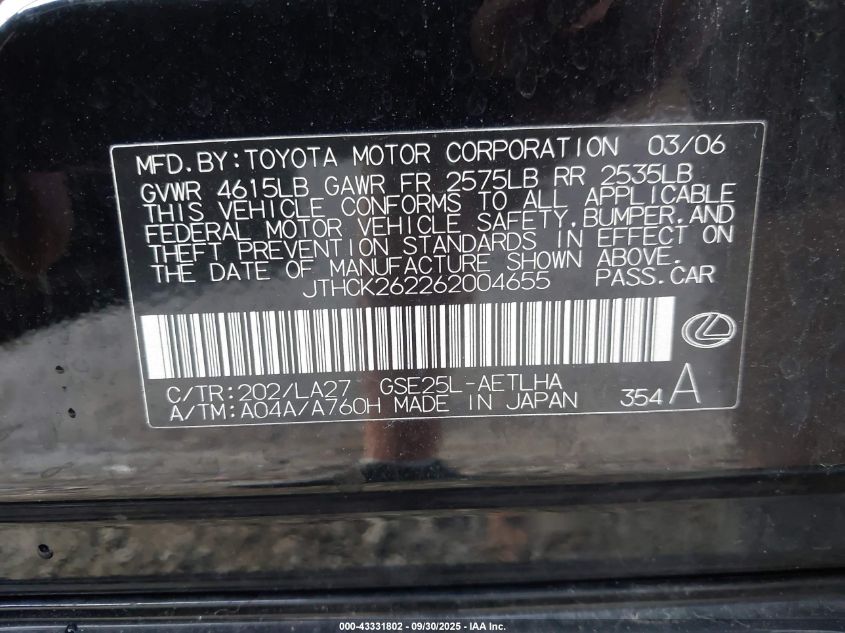 MFD.BY:TOYOTA MOTOR CORPORATION 03/06
GVWR 4615LB GAWR FR 2575LB RR 2535LB
THIS VEHICLE CONFORMS TO ALL APPLICABLE
FEDERAL MOTOR VEHICLE SAFETY,BUMPER,AND
THEFT PREVENTION STANDARDS IN EFFECT ON
THE DATE OF MANUFACTURE SHOWN ABOVE.
JTHCK262262004655 PASS.CAR
C/TR:202/LA27 GSE25L-AETLHA
A/TM:A04A/A760H MADE IN JAPAN 354 A
000-43331802 - 09/30/2025 - IAA Inc.